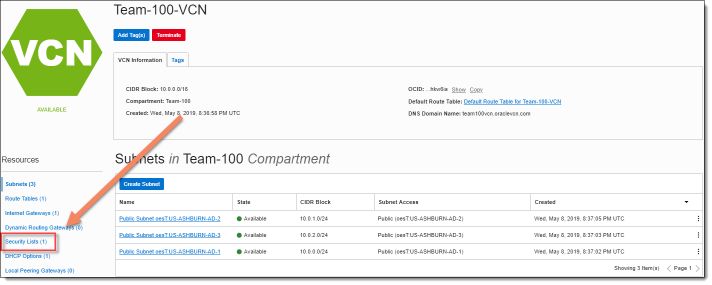 Team-100-VCN
Add Tag(s)
Terminate
VCN
AVAILABLE
VCN Information
Tags
CIDR Block: 10.0.0.0/16
Compartment: Team-100
Created: Wed, May 8, 2019, 8:36:58 PM UTC
OCID: ...hkw6ia Show Copy
Default Route Table: Default Route Table for Team-100-VCN
DNS Domain Name: team100vcn.oraclevcn.com
Resources
Subnets (3)
Route Tables (1)
Internet Gateways (1)
Dynamic Routing Gateways (0)
Security Lists (1)
DHCP Options (1)
Local Peering Gateways (0)
Subnets in Team-100 Compartment
Create Subnet
Name State CIDR Block Subnet Access Created
Public Subnet oesT:US-ASHBURN-AD-2 Available 10.0.1.0/24 Public (oesT:US-ASHBURN-AD-2) Wed, May 8, 2019, 8:37:05 PM UTC
Public Subnet oesT:US-ASHBURN-AD-3 Available 10.0.2.0/24 Public (oesT:US-ASHBURN-AD-3) Wed, May 8, 2019, 8:37:03 PM UTC
Public Subnet oesT:US-ASHBURN-AD-1 Available 10.0.0.0/24 Public (oesT:US-ASHBURN-AD-1) Wed, May 8, 2019, 8:37:02 PM UTC
Showing 3 Item(s) < Page 1 >